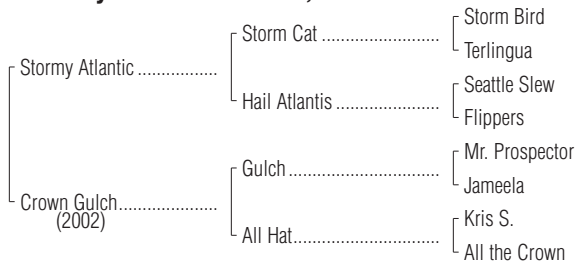 Storm Bird
Storm Cat
Terlingua
Stormy Atlantic
Seattle Slew
Hail Atlantis
Flippers
Mr. Prospector
Gulch
Jameela
Crown Gulch
(2002)
Kris S.
All Hat
All the Crown